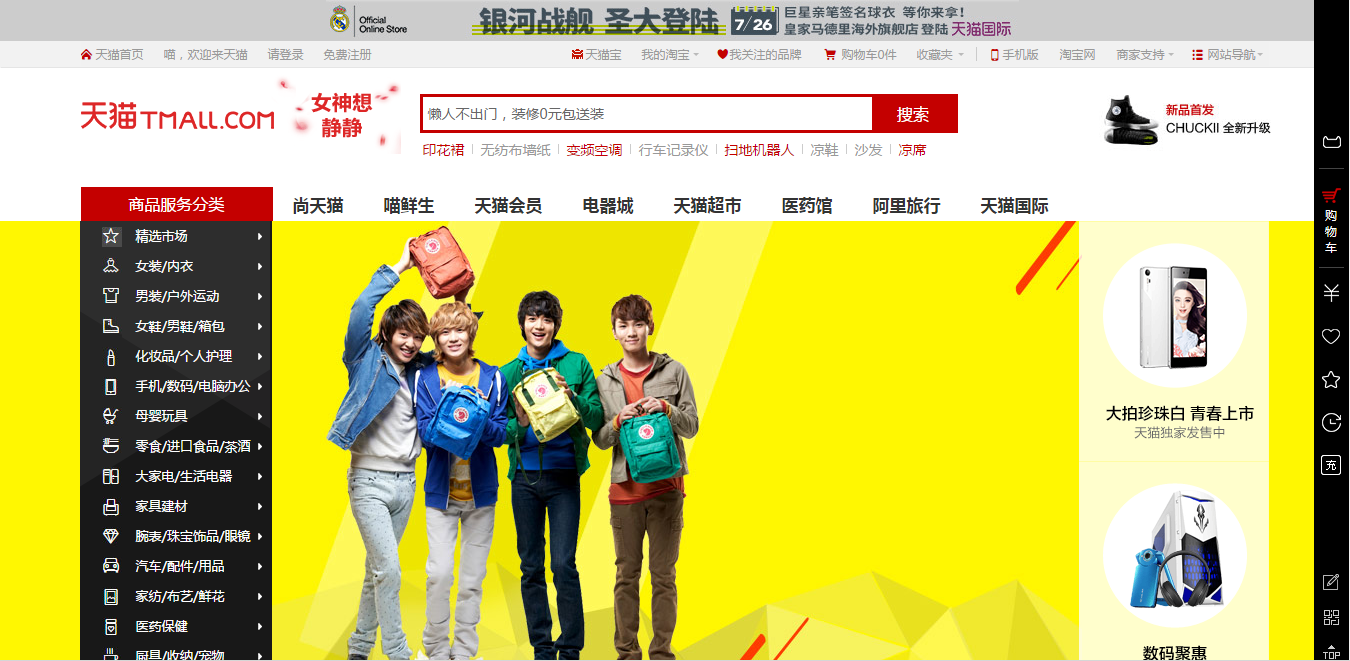 Official
Online Store
银河战舰 圣大登陆
7/26
巨星亲笔签名球衣 等你来拿!
皇家马德里海外旗舰店 登陆 天猫国际
天猫首页 喵，欢迎来天猫 请登录 免费注册 天猫宝 我的淘宝 我关注的品牌 购物车0件 收藏夹 手机版 淘宝网 商家支持 网站导航
天猫TMALL.COM
女神想
静静
懒人不出门，装修0元包送装
搜索
印花裙 无纺布墙纸 变频空调 行车记录仪 扫地机器人 凉鞋 沙发 凉席
新品首发
CHUCKII 全新升级
商品服务分类
尚天猫 喵鲜生 天猫会员 电器城 天猫超市 医药馆 阿里旅行 天猫国际
精选市场
女装/内衣
男装/户外运动
女鞋/男鞋/箱包
化妆品/个人护理
手机/数码/电脑办公
母婴玩具
零食/进口食品/茶酒
大家电/生活电器
家具建材
腕表/珠宝饰品/眼镜
汽车/配件/用品
家纺/布艺/鲜花
医药保健
厨具/收纳/宠物
大拍珍珠白 青春上市
天猫独家发售中
数码聚惠
购
物
车
充
TOP